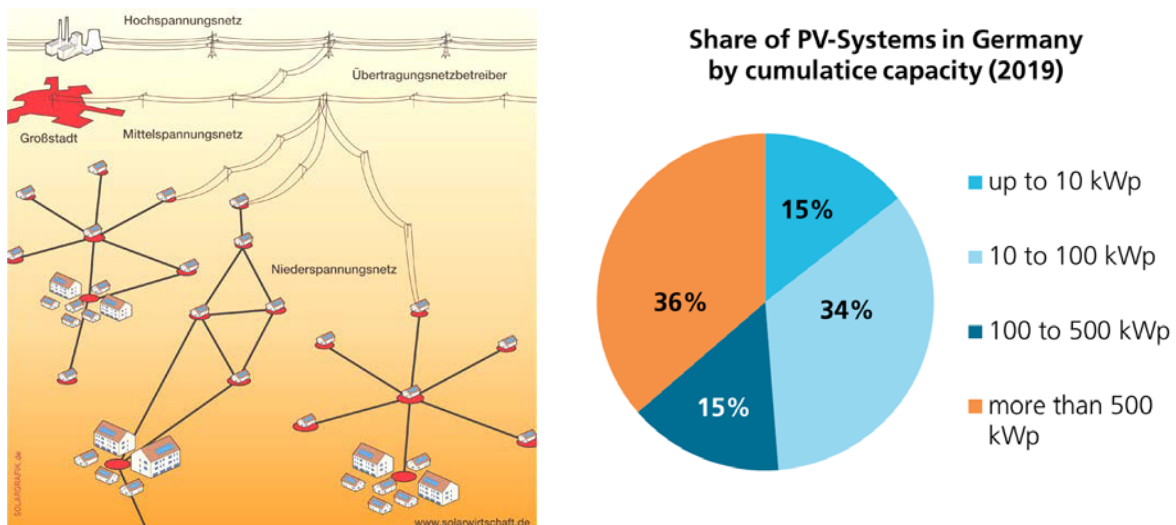 Hochspannungsnetz
Übertragungsnetzbetreiber
Großstadt
Mittelspannungsnetz
Niederspannungsnetz
SOLARGRAFIK.de
www.solarwirtschaft.de
Share of PV-Systems in Germany
by cumulatice capacity (2019)
15%
34%
15%
36%
up to 10 kWp
10 to 100 kWp
100 to 500 kWp
more than 500
kWp